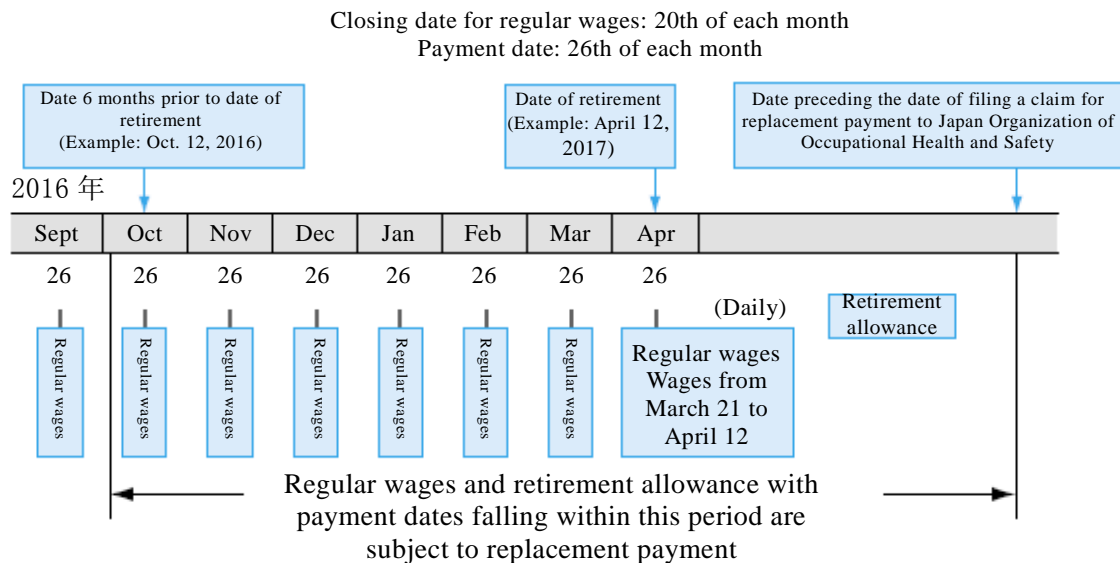 Closing date for regular wages: 20th of each month
Payment date: 26th of each month
Date 6 months prior to date of
retirement
(Example: Oct. 12, 2016)
Date of retirement
(Example: April 12,
2017)
Date preceding the date of filing a claim for
replacement payment to Japan Organization of
Occupational Health and Safety
2016 年
Sept Oct Nov Dec Jan Feb Mar Apr
26 26 26 26 26 26 26 26
(Daily)
Retirement
allowance
Regular wages
Regular wages
Regular wages
Regular wages
Regular wages
Regular wages
Regular wages
Regular wages
Wages from
March 21 to
April 12
Regular wages and retirement allowance with
payment dates falling within this period are
subject to replacement payment